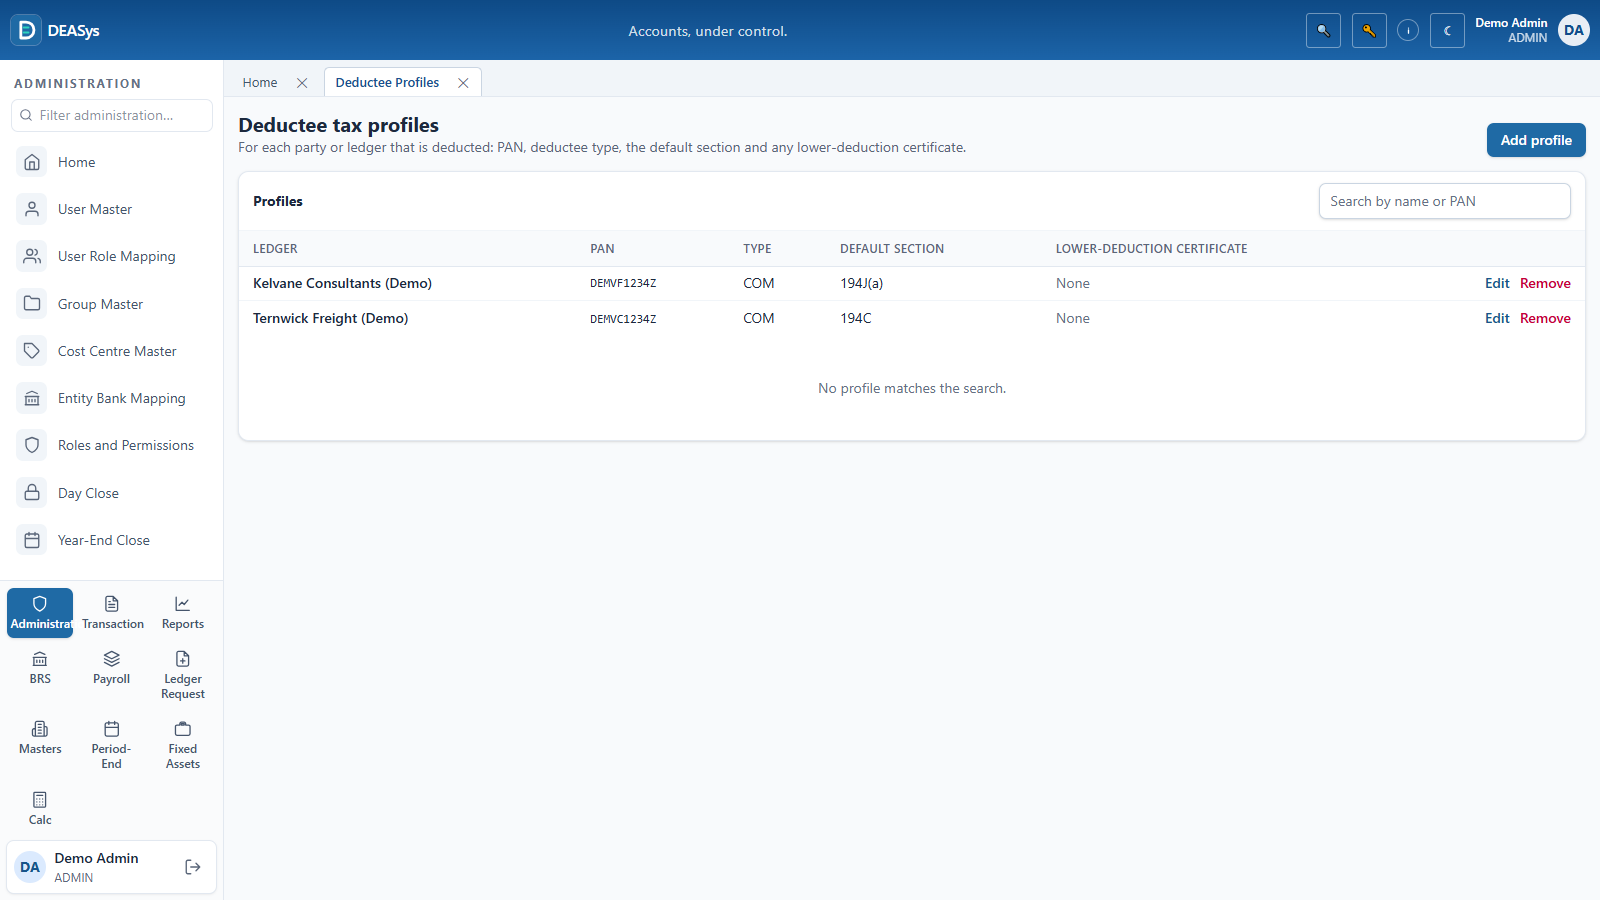 DEASys
Accounts, under control.
Demo Admin
ADMIN
DA
ADMINISTRATION
Filter administration...
Home
User Master
User Role Mapping
Group Master
Cost Centre Master
Entity Bank Mapping
Roles and Permissions
Day Close
Year-End Close
Administrat
Transaction
Reports
BRS
Payroll
Ledger
Request
Masters
Period-
End
Fixed
Assets
Calc
DA
Demo Admin
ADMIN
Home
Deductee Profiles
Deductee tax profiles
For each party or ledger that is deducted: PAN, deductee type, the default section and any lower-deduction certificate.
Add profile
Profiles
Search by name or PAN
LEDGER PAN TYPE DEFAULT SECTION LOWER-DEDUCTION CERTIFICATE
Kelvane Consultants (Demo) DEMVF1234Z COM 194J(a) None Edit Remove
Ternwick Freight (Demo) DEMVC1234Z COM 194C None Edit Remove
No profile matches the search.